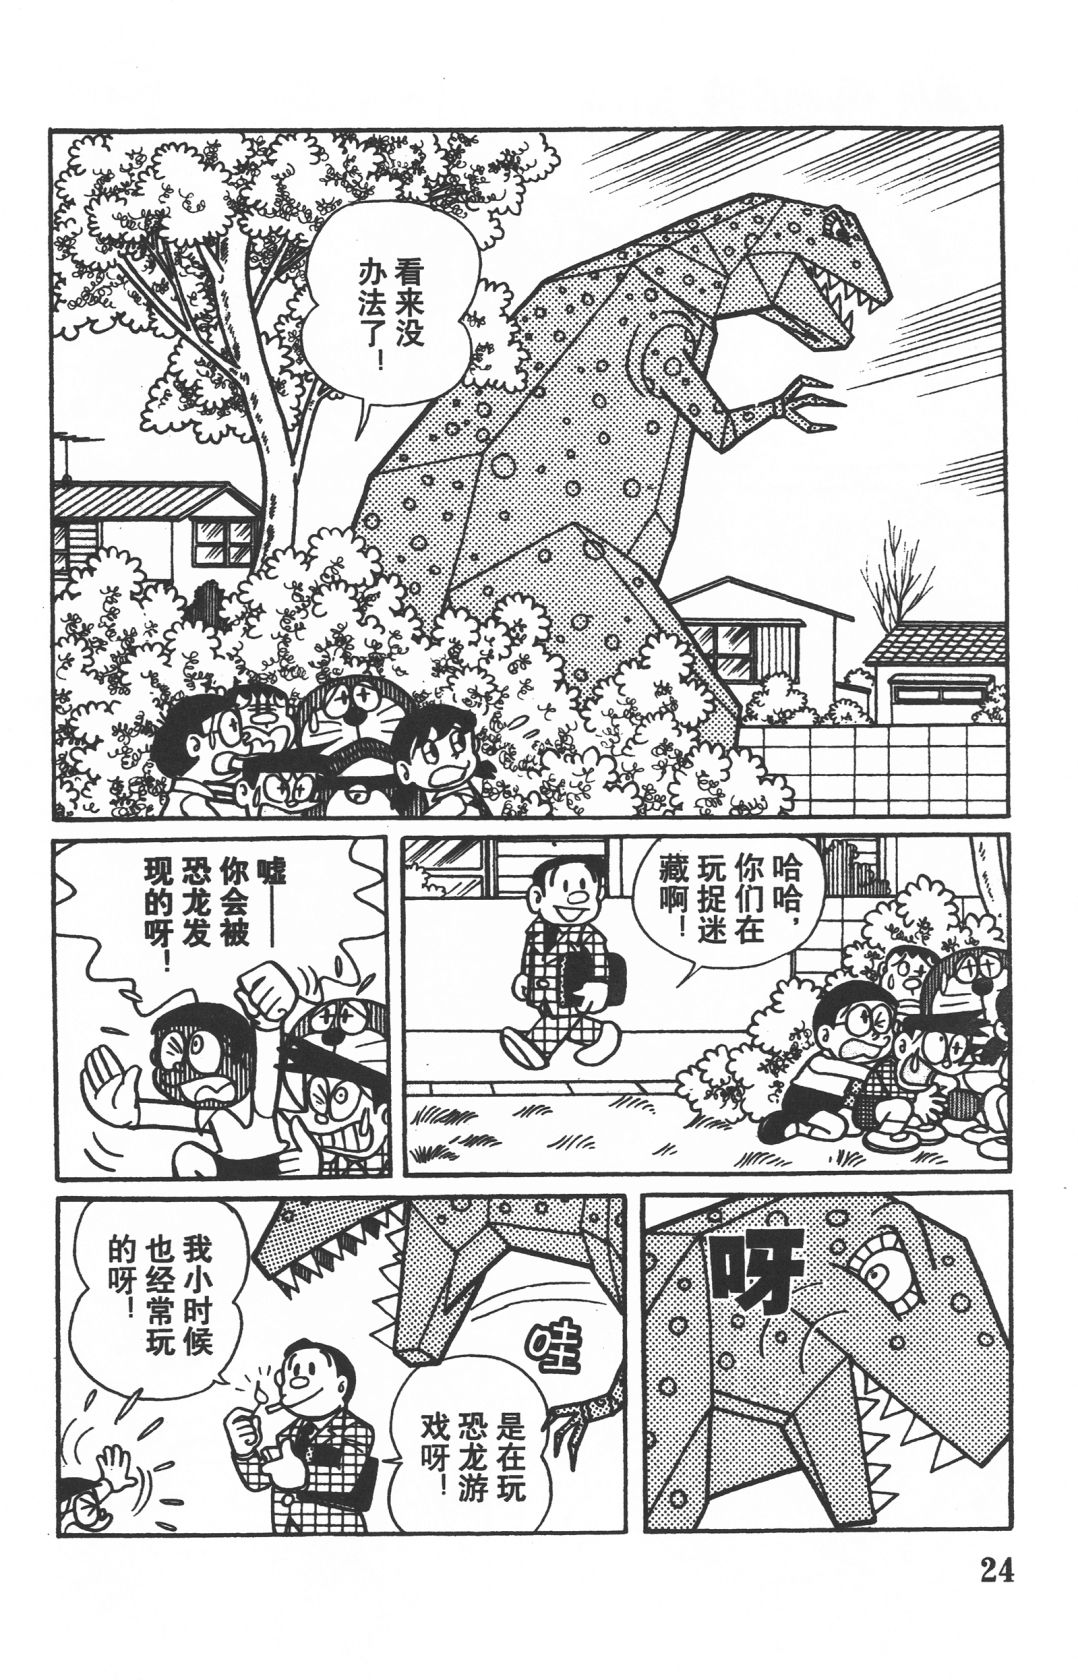 看来没
办法了！
哈哈，
你们在
玩捉迷
藏啊！
嘘——
你会被
恐龙发
现的呀！
呀
哇
是在玩
恐龙游
戏呀！
我小时候
也经常玩
的呀！
24